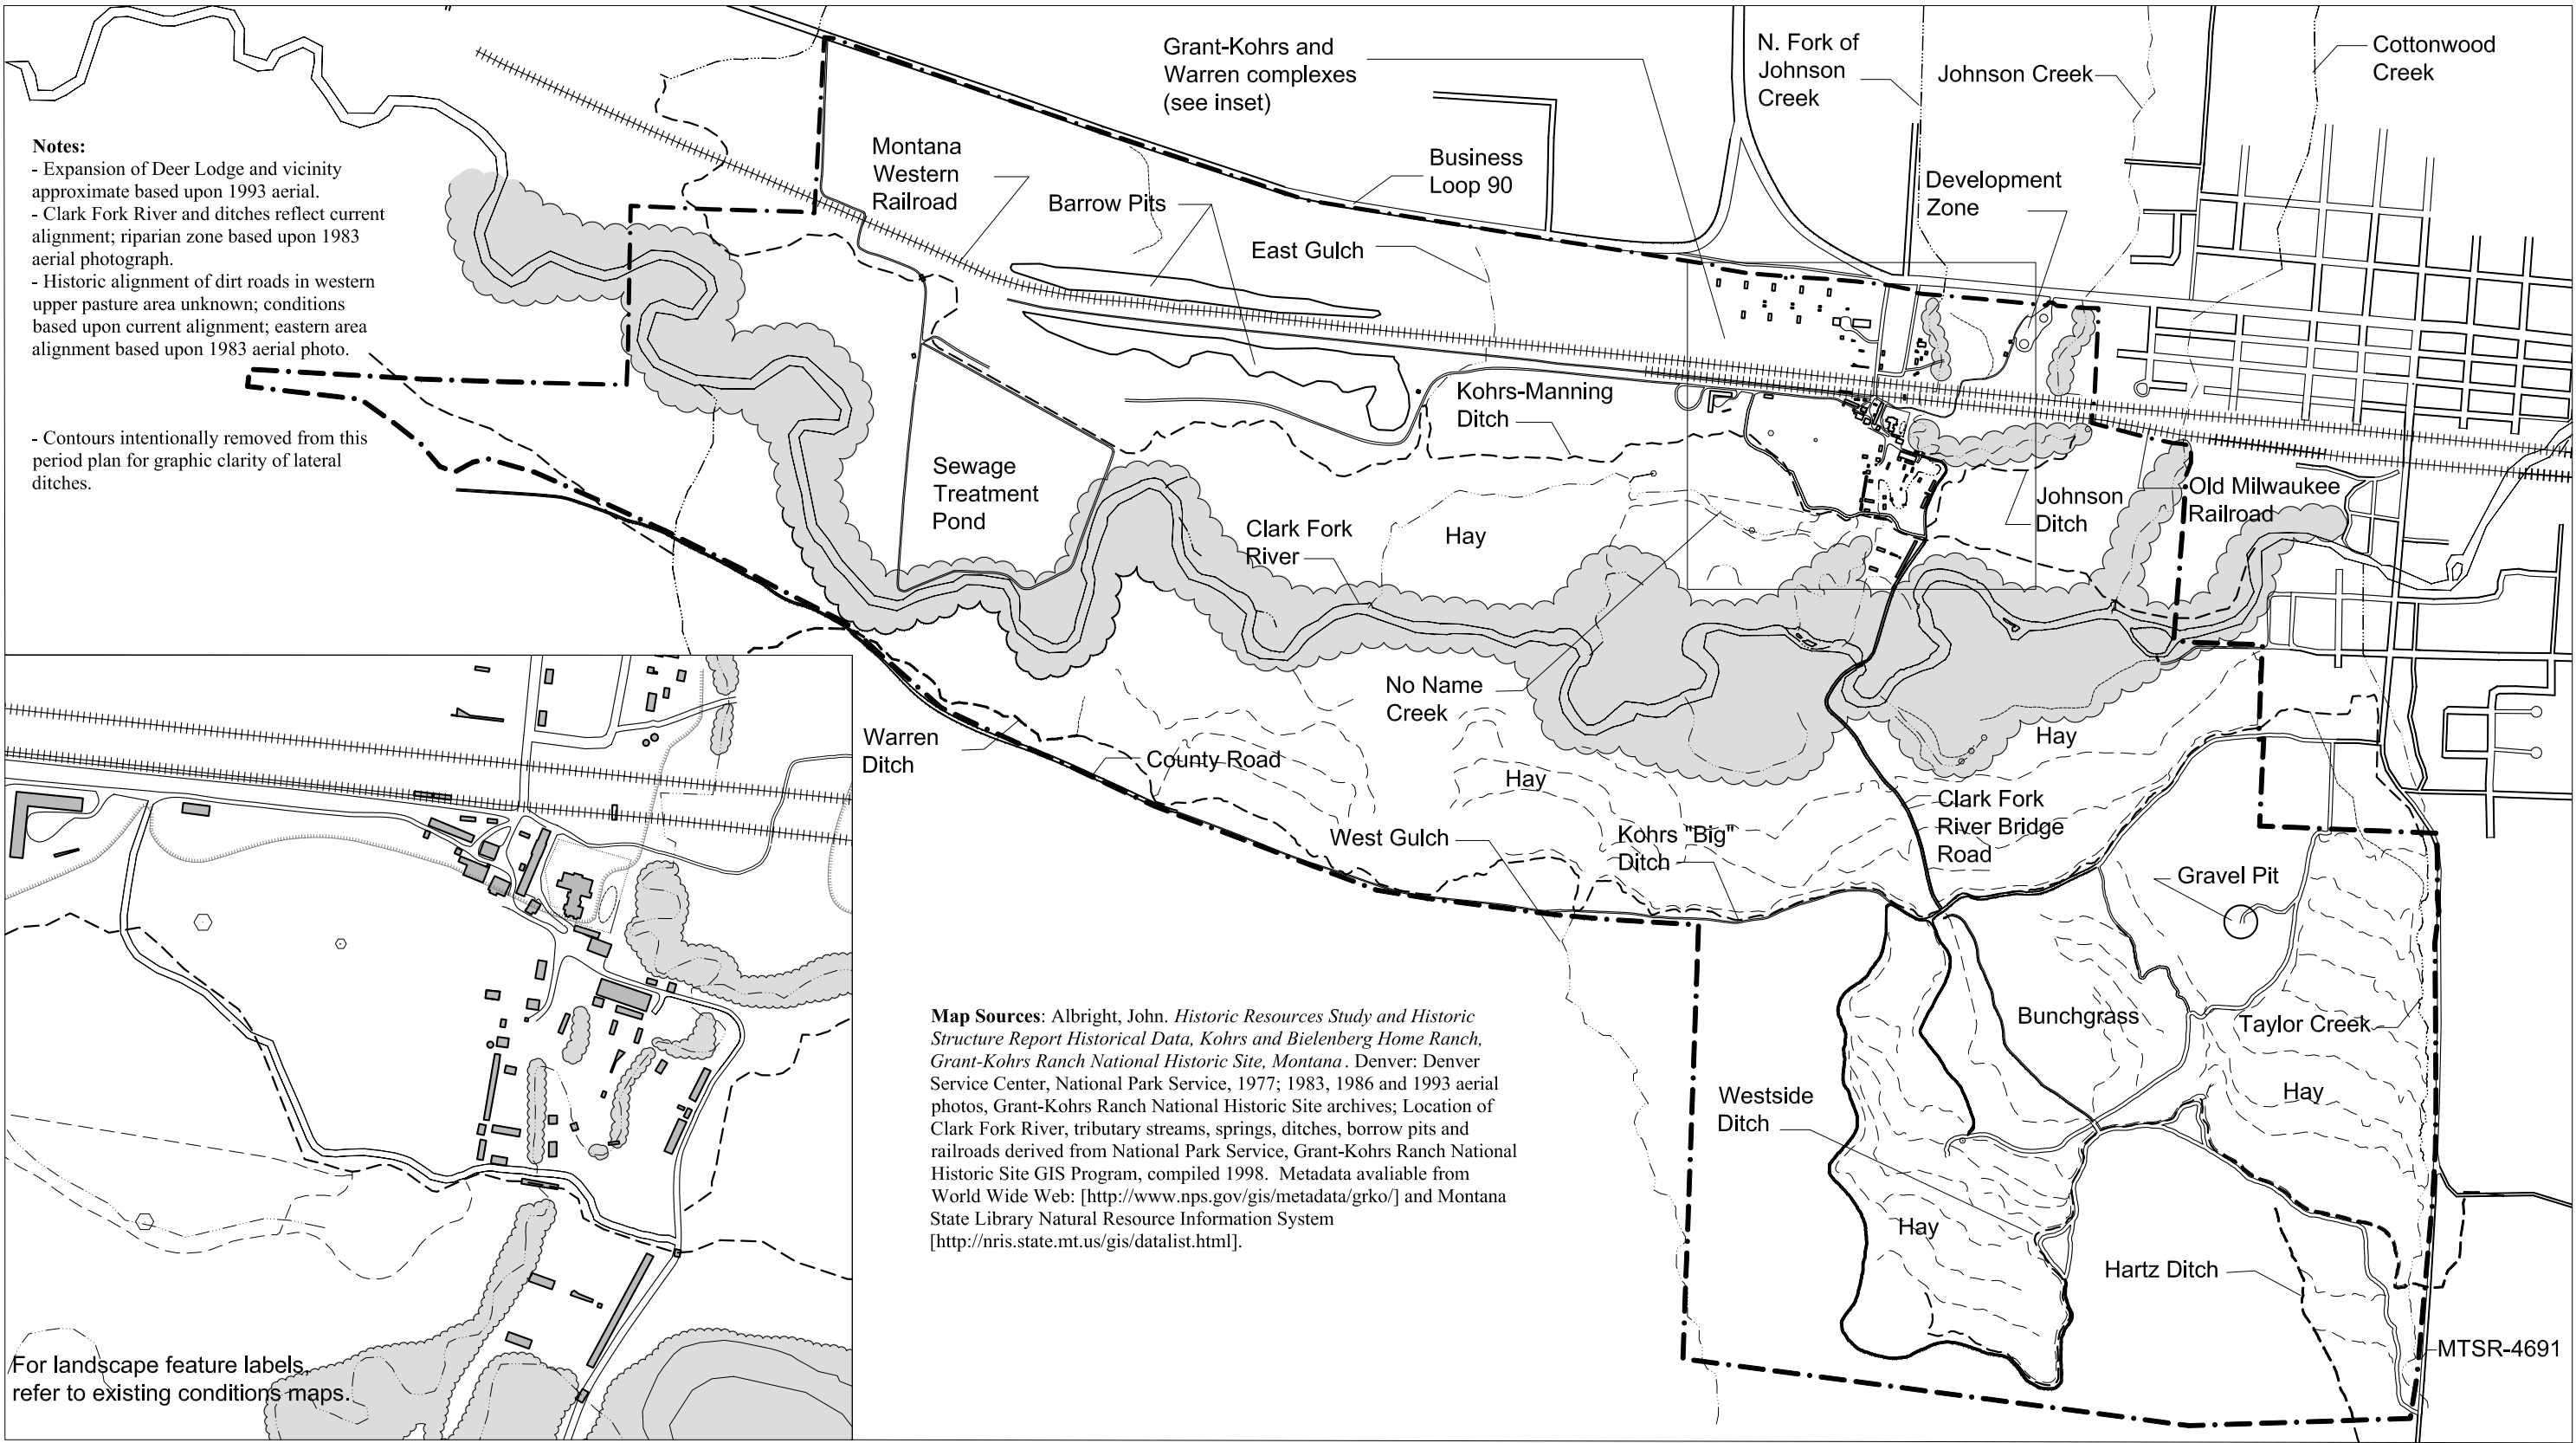 Notes:
- Expansion of Deer Lodge and vicinity
approximate based upon 1993 aerial.
- Clark Fork River and ditches reflect current
alignment; riparian zone based upon 1983
aerial photograph.
- Historic alignment of dirt roads in western
upper pasture area unknown; conditions
based upon current alignment; eastern area
alignment based upon 1983 aerial photo.
- Contours intentionally removed from this
period plan for graphic clarity of lateral
ditches.
Grant-Kohrs and
Warren complexes
(see inset)
N. Fork of
Johnson
Creek
Johnson Creek
Cottonwood
Creek
Montana
Western
Railroad
Barrow Pits
Business
Loop 90
East Gulch
Development
Zone
Kohrs-Manning
Ditch
Sewage
Treatment
Pond
Clark Fork
River
Hay
Johnson
Ditch
Old Milwaukee
Railroad
No Name
Creek
Warren
Ditch
County Road
Hay
Hay
West Gulch
Kohrs "Big"
Ditch
Clark Fork
River Bridge
Road
Gravel Pit
Bunchgrass
Taylor Creek
Westside
Ditch
Hay
Hay
Hartz Ditch
MTSR-4691
Map Sources: Albright, John. Historic Resources Study and Historic
Structure Report Historical Data, Kohrs and Bielenberg Home Ranch,
Grant-Kohrs Ranch National Historic Site, Montana. Denver: Denver
Service Center, National Park Service, 1977; 1983, 1986 and 1993 aerial
photos, Grant-Kohrs Ranch National Historic Site archives; Location of
Clark Fork River, tributary streams, springs, ditches, borrow pits and
railroads derived from National Park Service, Grant-Kohrs Ranch National
Historic Site GIS Program, compiled 1998. Metadata avaliable from
World Wide Web: [http://www.nps.gov/gis/metadata/grko/] and Montana
State Library Natural Resource Information System
[http://nris.state.mt.us/gis/datalist.html].
For landscape feature labels,
refer to existing conditions maps.